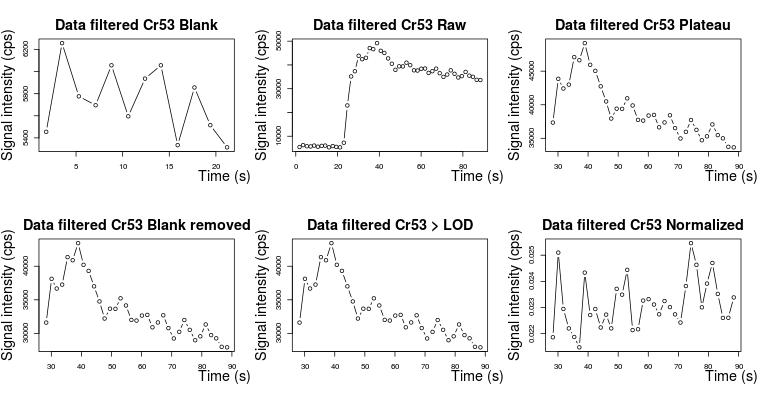 Data filtered Cr53 Blank
Signal intensity (cps)
5400 5800 6200
5 10 15 20
Time (s)
Data filtered Cr53 Raw
Signal intensity (cps)
10000 30000 50000
0 20 40 60 80
Time (s)
Data filtered Cr53 Plateau
Signal intensity (cps)
35000 40000 45000
30 40 50 60 70 80 90
Time (s)
Data filtered Cr53 Blank removed
Signal intensity (cps)
30000 35000 40000
30 40 50 60 70 80 90
Time (s)
Data filtered Cr53 > LOD
Signal intensity (cps)
30000 35000 40000
30 40 50 60 70 80 90
Time (s)
Data filtered Cr53 Normalized
Signal intensity (cps)
0.022 0.023 0.024 0.025
30 40 50 60 70 80 90
Time (s)